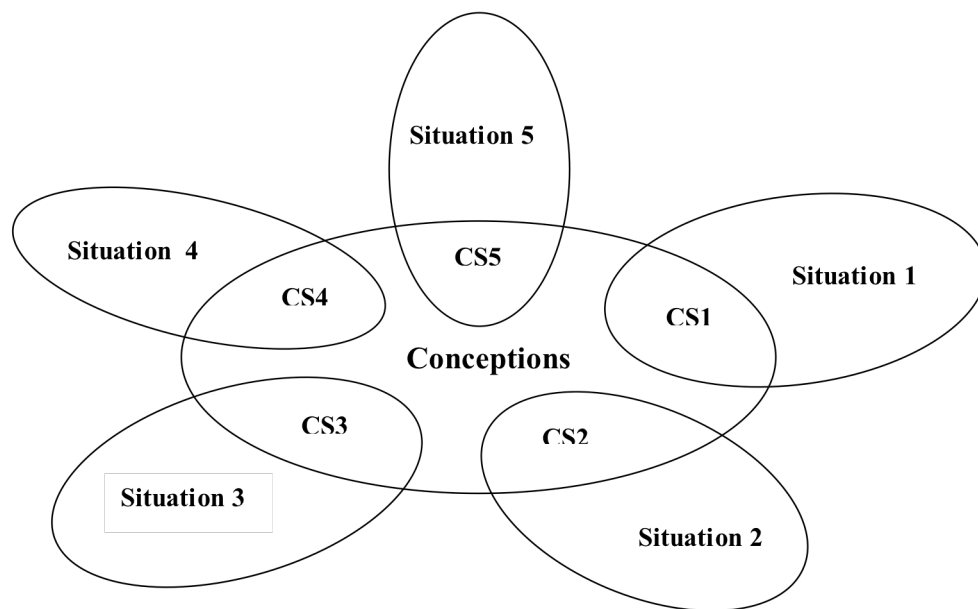 Situation 5
Situation 4
CS5
Situation 1
CS4
CS1
Conceptions
CS3
CS2
Situation 3
Situation 2